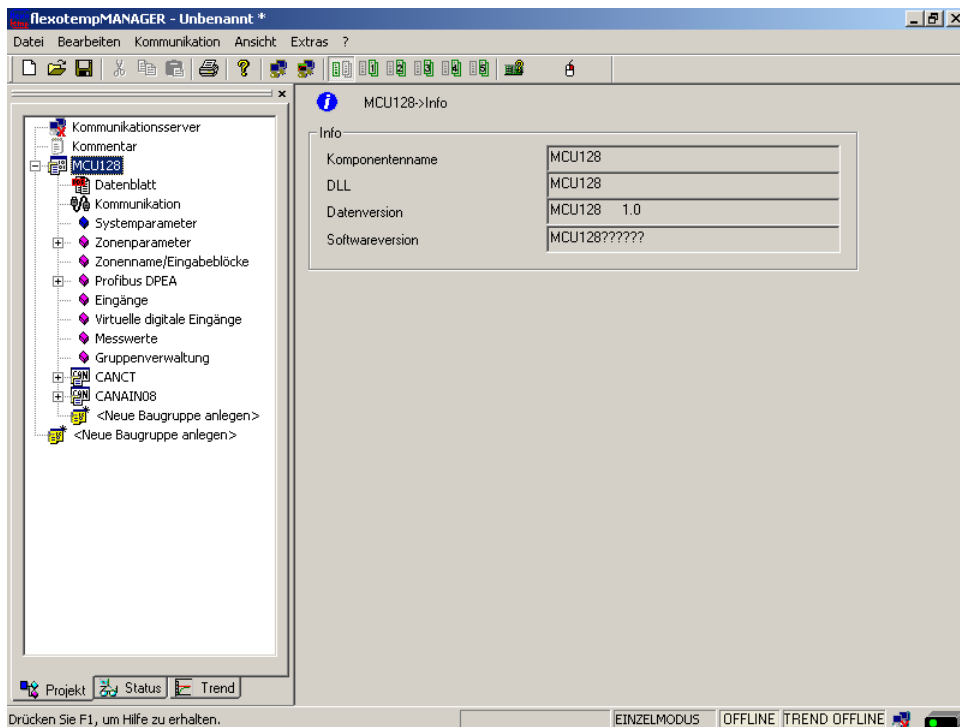 flexotempMANAGER - Unbenannt *
Datei Bearbeiten Kommunikation Ansicht Extras ?
Kommunikationsserver
Kommentar
MCU128
Datenblatt
Kommunikation
Systemparameter
Zonenparameter
Zonenname/Eingabeblöcke
Profibus DPEA
Eingänge
Virtuelle digitale Eingänge
Messwerte
Gruppenverwaltung
CANCT
CANAIN08
<Neue Baugruppe anlegen>
<Neue Baugruppe anlegen>
Projekt Status Trend
MCU128->Info
Info
Komponentenname MCU128
DLL MCU128
Datenversion MCU128 1.0
Softwareversion MCU128??????
Drücken Sie F1, um Hilfe zu erhalten. EINZELMODUS OFFLINE TREND OFFLINE